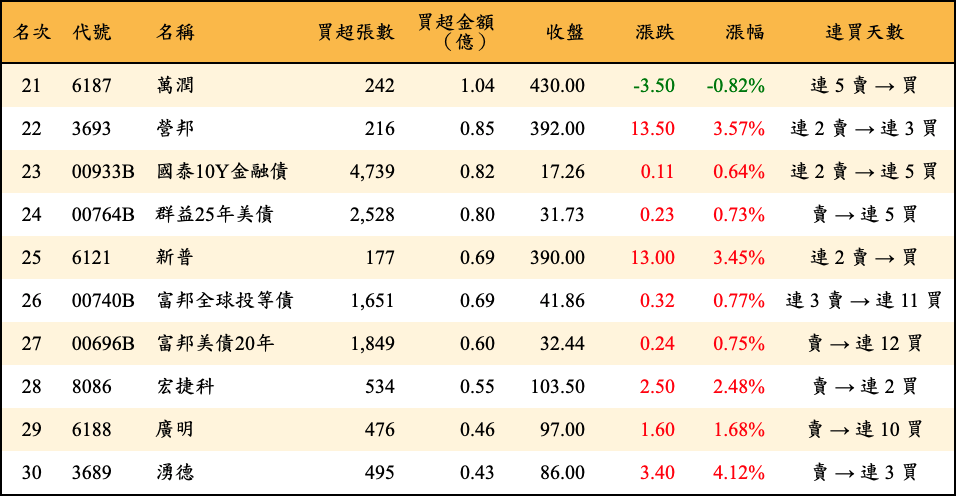 名次 代號 名稱 買超張數 買超金額（億） 收盤 漲跌 漲幅 連買天數
21 6187 萬潤 242 1.04 430.00 -3.50 -0.82% 連 5 賣 → 買
22 3693 營邦 216 0.85 392.00 13.50 3.57% 連 2 賣 → 連 3 買
23 00933B 國泰10Y金融債 4,739 0.82 17.26 0.11 0.64% 連 2 賣 → 連 5 買
24 00764B 群益25年美債 2,528 0.80 31.73 0.23 0.73% 賣 → 連 5 買
25 6121 新普 177 0.69 390.00 13.00 3.45% 連 2 賣 → 買
26 00740B 富邦全球投等債 1,651 0.69 41.86 0.32 0.77% 連 3 賣 → 連 11 買
27 00696B 富邦美債20年 1,849 0.60 32.44 0.24 0.75% 賣 → 連 12 買
28 8086 宏捷科 534 0.55 103.50 2.50 2.48% 賣 → 連 2 買
29 6188 廣明 476 0.46 97.00 1.60 1.68% 賣 → 連 10 買
30 3689 湧德 495 0.43 86.00 3.40 4.12% 賣 → 連 3 買